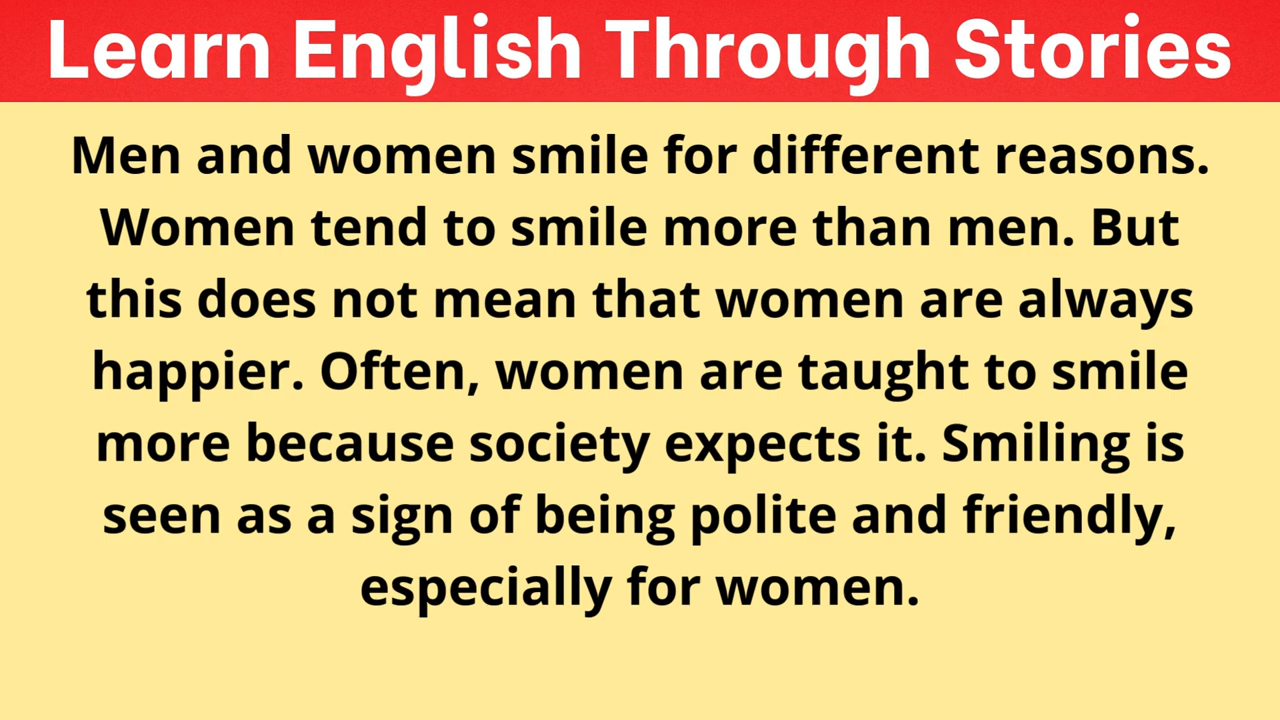 Learn English Through Stories
Men and women smile for different reasons.
Women tend to smile more than men. But
this does not mean that women are always
happier. Often, women are taught to smile
more because society expects it. Smiling is
seen as a sign of being polite and friendly,
especially for women.